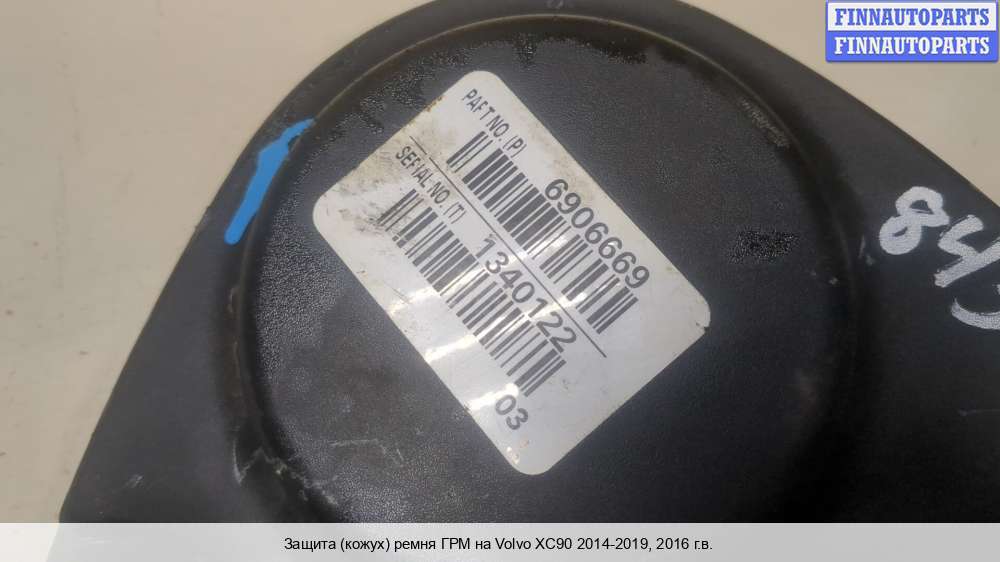 FINNAUTOPARTS
FINNAUTOPARTS
PART NO. (P)
6906669
SERIAL NO. (T)
1340122
03
Защита (кожух) ремня ГРМ на Volvo XC90 2014-2019, 2016 г.в.